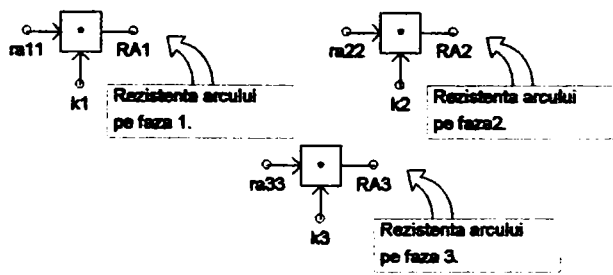 ra11 RA1
k1
Rezistenta arcului
pe faza 1.
ra22 RA2
k2
Rezistenta arcului
pe faza2.
ra33 RA3
k3
Rezistenta arcului
pe faza 3.